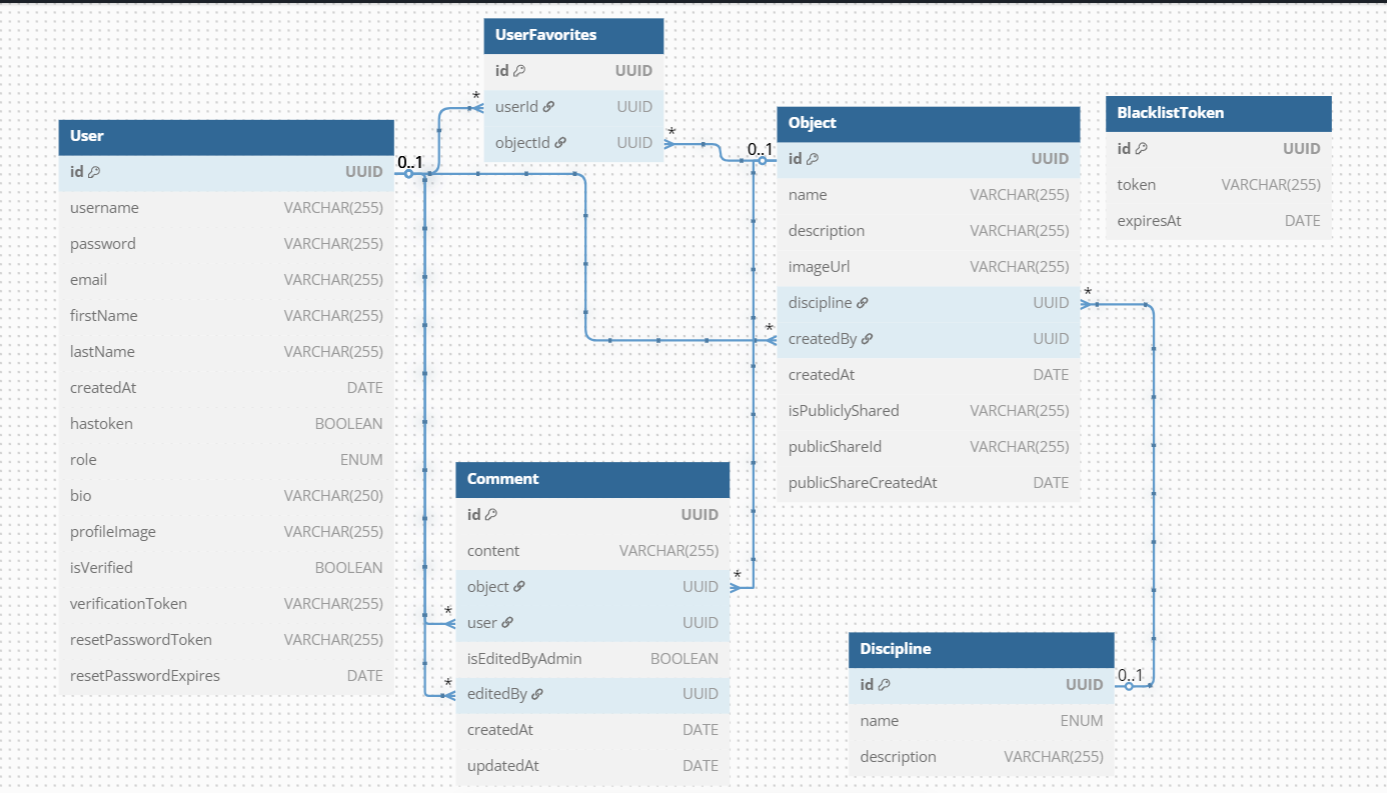 UserFavorites
id UUID
* userId UUID
objectId UUID *
User
id UUID 0..1
username VARCHAR(255)
password VARCHAR(255)
email VARCHAR(255)
firstName VARCHAR(255)
lastName VARCHAR(255)
createdAt DATE
hastoken BOOLEAN
role ENUM
bio VARCHAR(250)
profileImage VARCHAR(255)
isVerified BOOLEAN
verificationToken VARCHAR(255)
resetPasswordToken VARCHAR(255)
resetPasswordExpires DATE
Object
0..1 id UUID
name VARCHAR(255)
description VARCHAR(255)
imageUrl VARCHAR(255)
discipline UUID *
* createdBy UUID
createdAt DATE
isPubliclyShared VARCHAR(255)
publicShareId VARCHAR(255)
publicShareCreatedAt DATE
BlacklistToken
id UUID
token VARCHAR(255)
expiresAt DATE
Comment
id UUID
content VARCHAR(255)
object UUID *
* user UUID
isEditedByAdmin BOOLEAN
* editedBy UUID
createdAt DATE
updatedAt DATE
Discipline
id UUID 0..1
name ENUM
description VARCHAR(255)